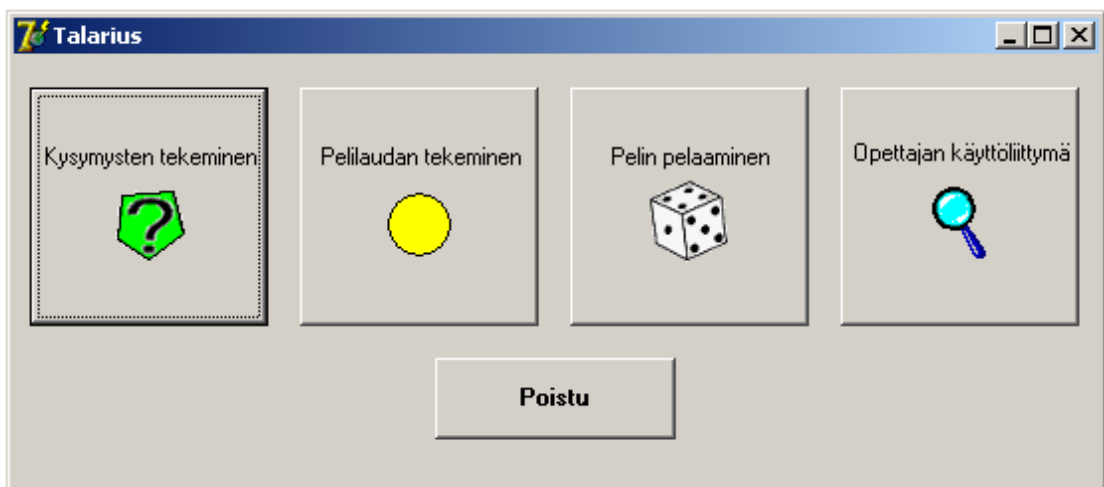 Talarius
Kysymysten tekeminen
Pelilaudan tekeminen
Pelin pelaaminen
Opettajan käyttöliittymä
?
Poistu